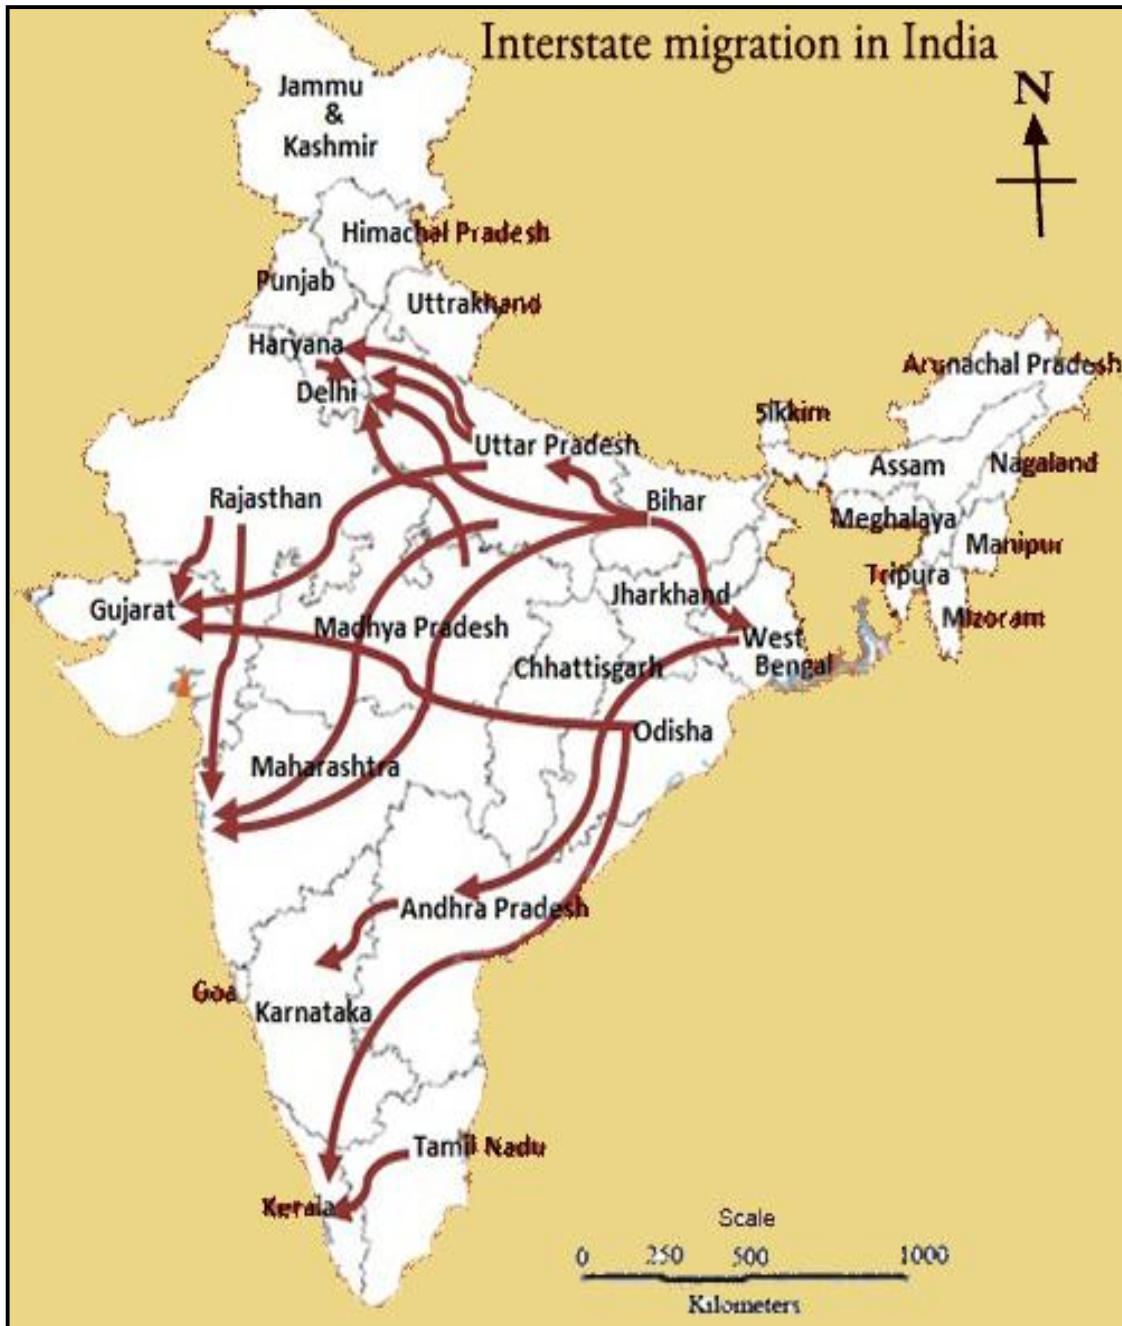 Interstate migration in India
N
Jammu
&
Kashmir
Himachal Pradesh
Punjab
Uttrakhand
Haryana
Delhi
Arunachal Pradesh
Sikkim
Uttar Pradesh
Assam
Nagaland
Rajasthan
Bihar
Meghalaya
Manipur
Tripura
Gujarat
Jharkhand
Mizoram
Madhya Pradesh
West
Bengal
Chhattisgarh
Odisha
Maharashtra
Andhra Pradesh
Goa
Karnataka
Tamil Nadu
Kerala
Scale
0 250 500 1000
Kilometers